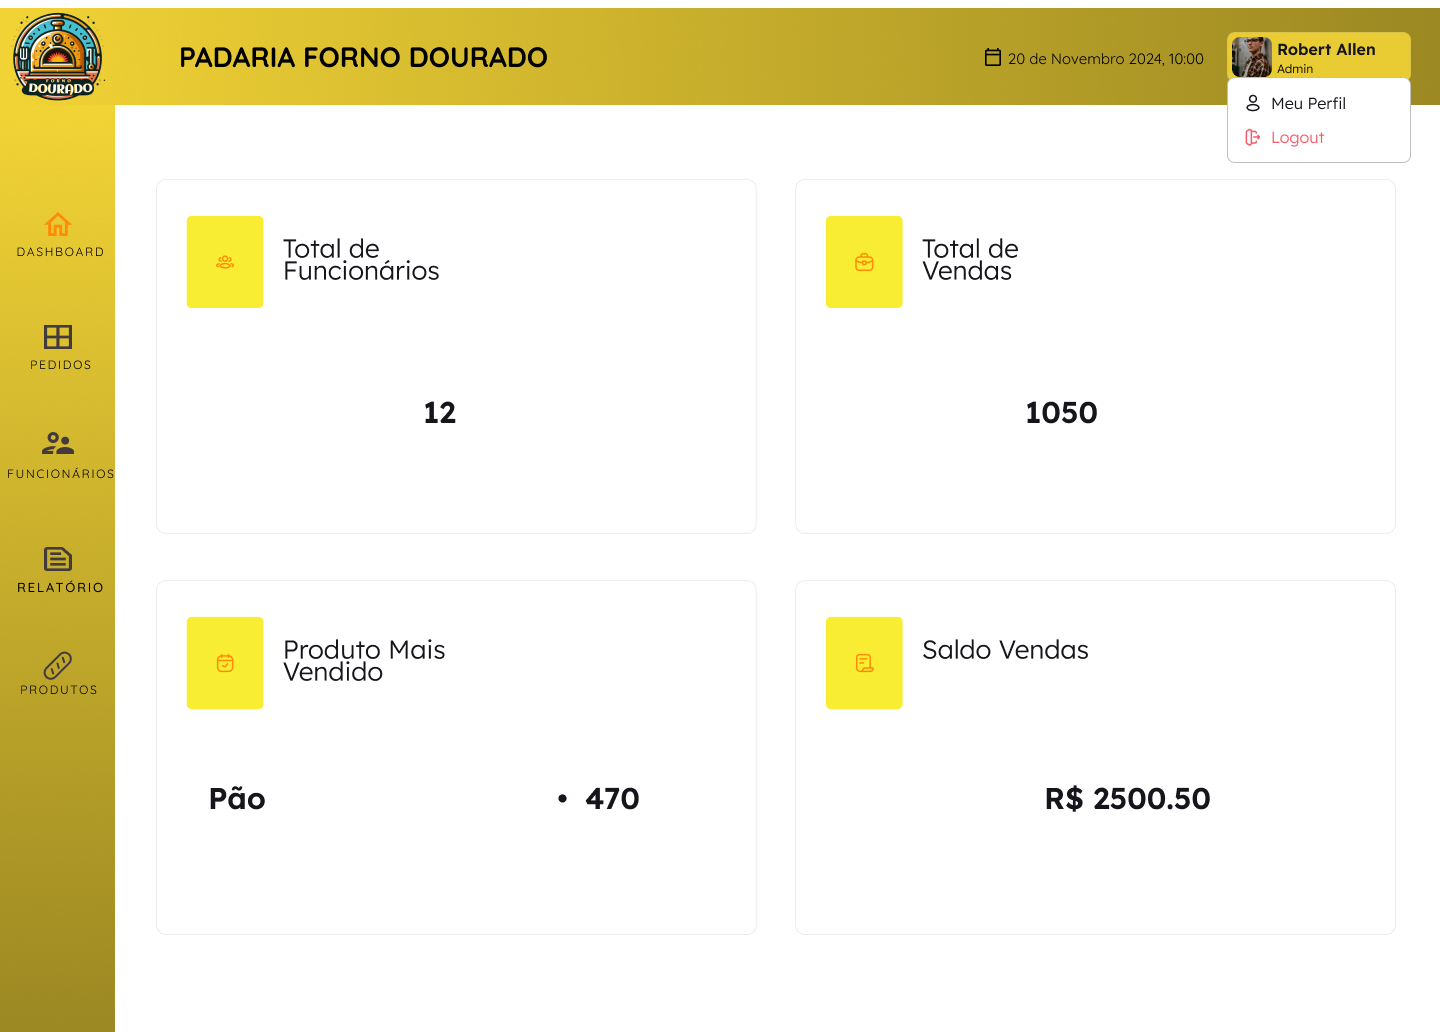 FORNO
DOURADO
PADARIA FORNO DOURADO
20 de Novembro 2024, 10:00
Robert Allen
Admin
Meu Perfil
Logout
DASHBOARD
PEDIDOS
FUNCIONÁRIOS
RELATÓRIO
PRODUTOS
Total de
Funcionários
12
Total de
Vendas
1050
Produto Mais
Vendido
Pão • 470
Saldo Vendas
R$ 2500.50